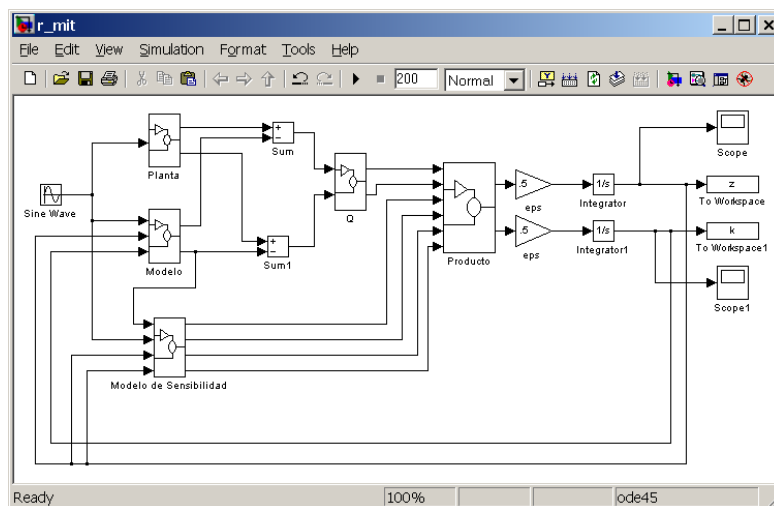 r_mit
File Edit View Simulation Format Tools Help
200 Normal
Scope
Planta
Sum
Sine Wave
Q
.5
eps
1/s
Integrator
z
To Workspace
Modelo
Sum1
Producto
.5
eps
1/s
Integrator1
k
To Workspace1
Scope1
Modelo de Sensibilidad
Ready 100% ode45